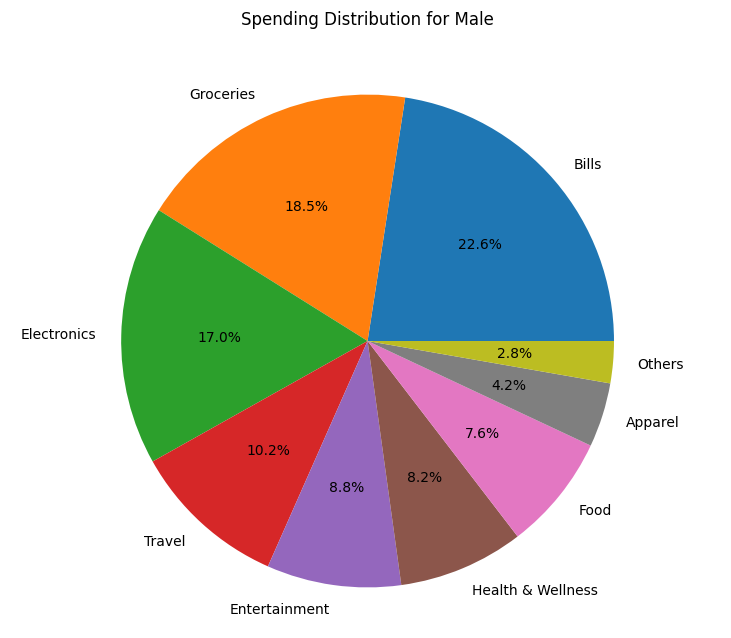 Spending Distribution for Male
Groceries
Bills
18.5%
22.6%
Electronics
17.0%
2.8%
Others
4.2%
Apparel
7.6%
10.2%
8.8%
8.2%
Food
Travel
Health & Wellness
Entertainment